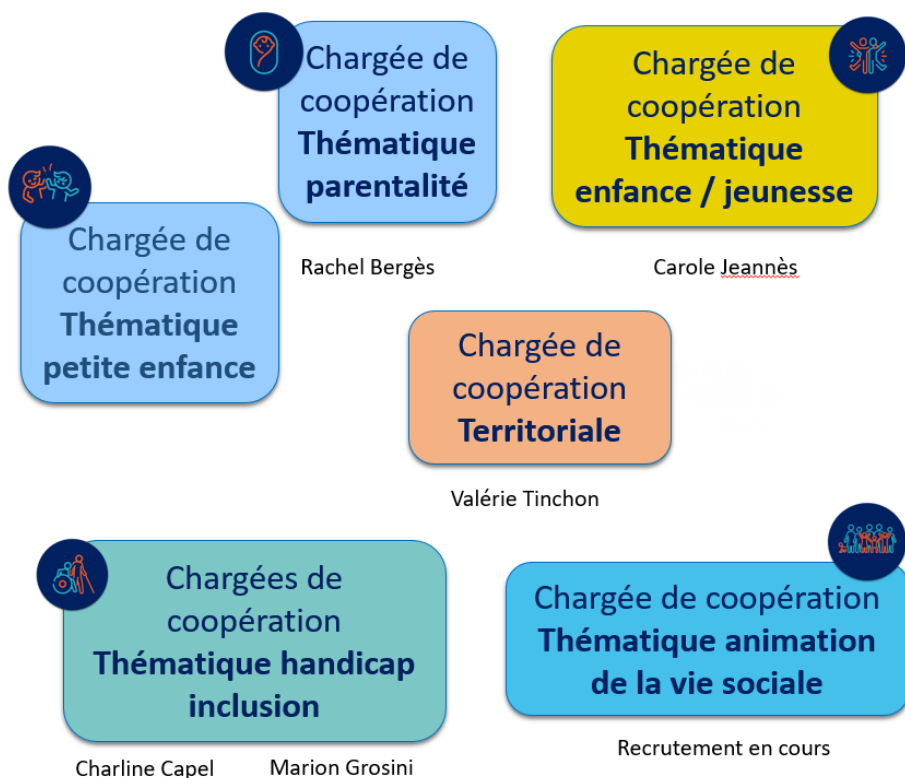 Chargée de
coopération
Thématique
parentalité
Rachel Bergès
Chargée de
coopération
Thématique
enfance / jeunesse
Carole Jeannès
Chargée de
coopération
Thématique
petite enfance
Chargée de
coopération
Territoriale
Valérie Tinchon
Chargées de
coopération
Thématique handicap
inclusion
Charline Capel
Marion Grosini
Chargée de coopération
Thématique animation
de la vie sociale
Recrutement en cours